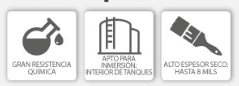 GRAN RESISTENCIA
QUÍMICA
APTO PARA
INMERSIÓN:
INTERIOR DE TANQUES
ALTO ESPESOR SECO:
HASTA 8 MILS